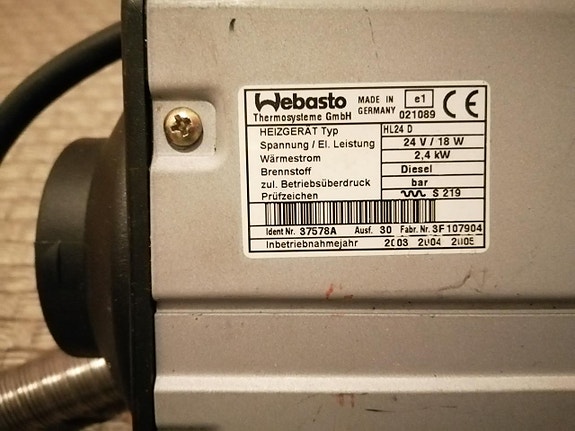 Webasto MADE IN GERMANY e1
Thermosysteme GmbH 021089 CE
HEIZGERÄT Typ HL24 D
Spannung / El. Leistung 24 V / 18 W
Wärmestrom 2,4 kW
Brennstoff Diesel
zul. Betriebsüberdruck bar
Prüfzeichen S 219
Ident Nr. 37578A Ausf. 30 Fabr. Nr. 3F107904
Inbetriebnahmejahr 2003 2004 2005